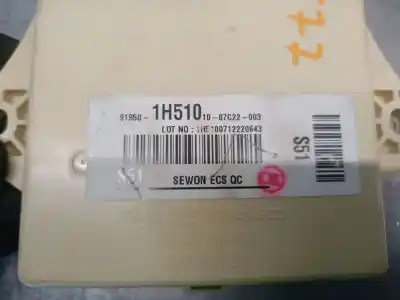 91950- 1H510 10-07C22-003
LOT NO : 1HE100712220643
S51
SEWON ECS QC
S51